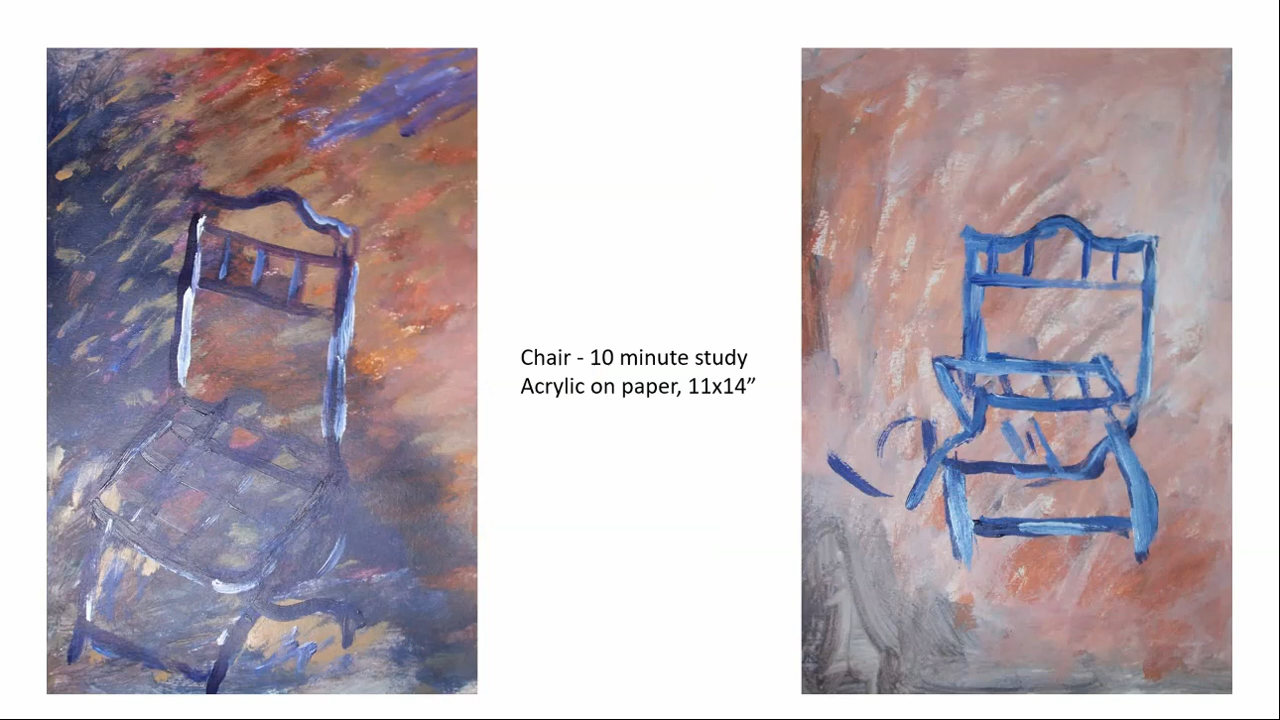 Chair - 10 minute study
Acrylic on paper, 11x14”